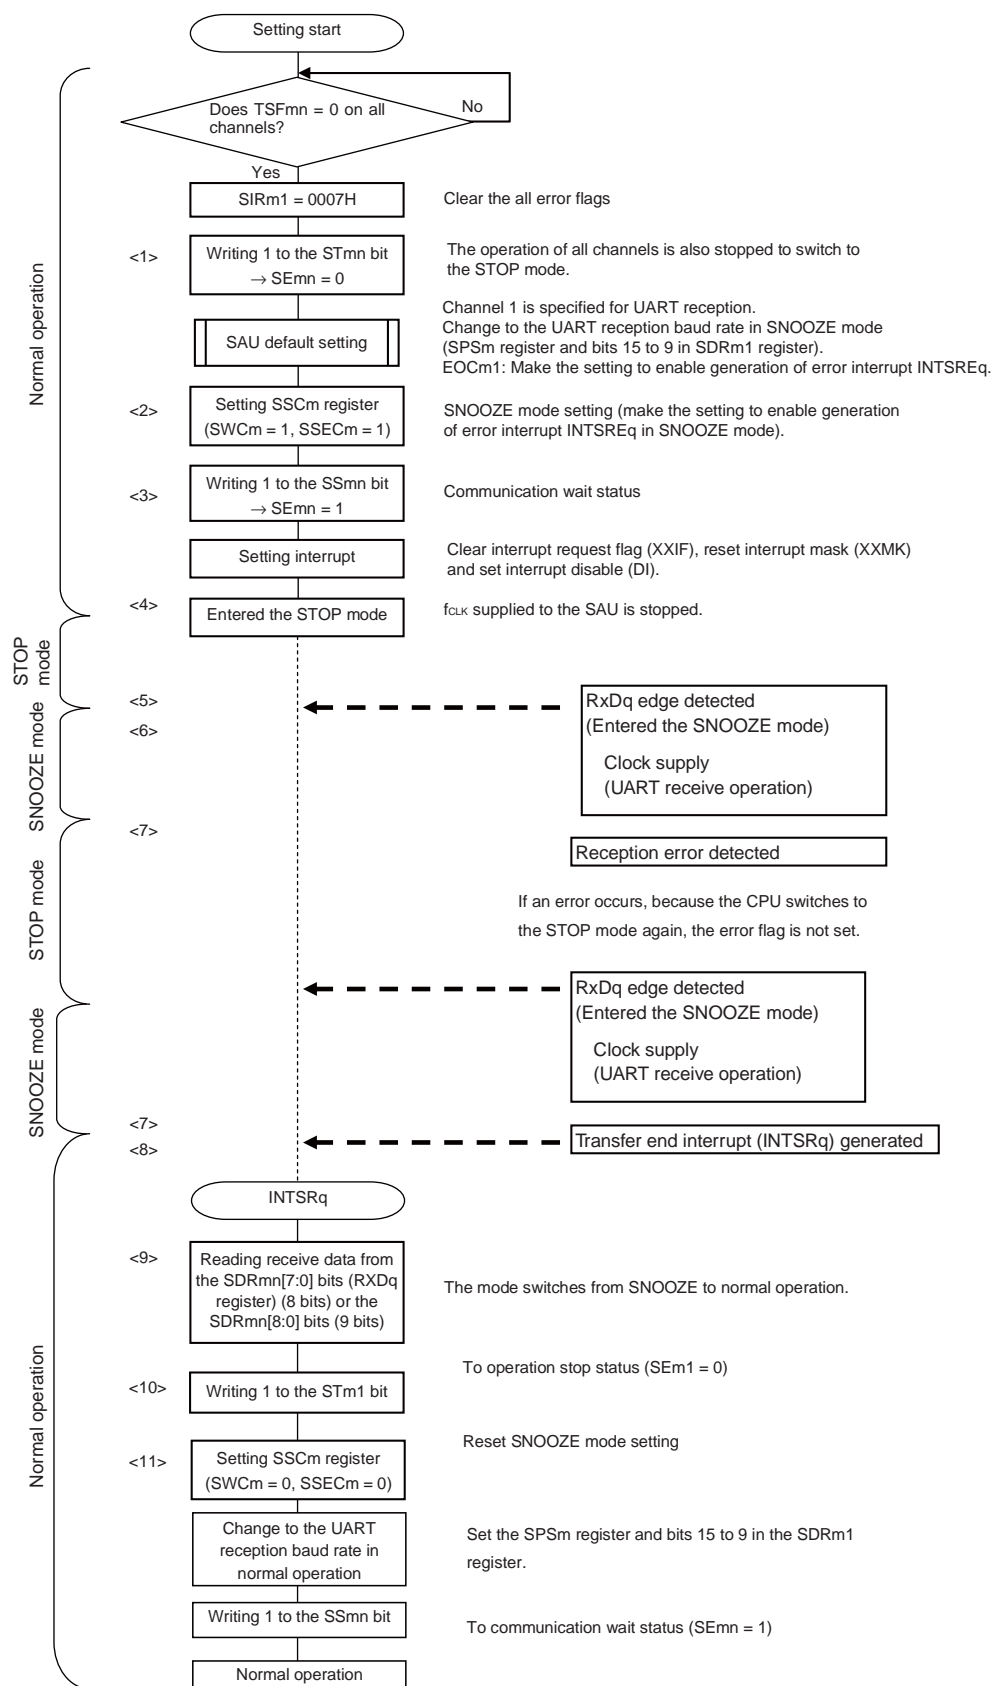 Setting start
Does TSFmn = 0 on all
channels?
No
Yes
SIRm1 = 0007H
Clear the all error flags
<1>
Writing 1 to the STmn bit
→ SEmn = 0
The operation of all channels is also stopped to switch to
the STOP mode.
Normal operation
SAU default setting
Channel 1 is specified for UART reception.
Change to the UART reception baud rate in SNOOZE mode
(SPSm register and bits 15 to 9 in SDRm1 register).
EOCm1: Make the setting to enable generation of error interrupt INTSREq.
<2>
Setting SSCm register
(SWCm = 1, SSECm = 1)
SNOOZE mode setting (make the setting to enable generation
of error interrupt INTSREq in SNOOZE mode).
<3>
Writing 1 to the SSmn bit
→ SEmn = 1
Communication wait status
Setting interrupt
Clear interrupt request flag (XXIF), reset interrupt mask (XXMK)
and set interrupt disable (DI).
<4>
Entered the STOP mode
fCLK supplied to the SAU is stopped.
STOP
mode
<5>
RxDq edge detected
(Entered the SNOOZE mode)
Clock supply
(UART receive operation)
SNOOZE mode
<6>
<7>
Reception error detected
STOP mode
If an error occurs, because the CPU switches to
the STOP mode again, the error flag is not set.
RxDq edge detected
(Entered the SNOOZE mode)
Clock supply
(UART receive operation)
SNOOZE mode
<7>
<8>
Transfer end interrupt (INTSRq) generated
INTSRq
<9>
Reading receive data from
the SDRmn[7:0] bits (RXDq
register) (8 bits) or the
SDRmn[8:0] bits (9 bits)
The mode switches from SNOOZE to normal operation.
Normal operation
To operation stop status (SEm1 = 0)
<10>
Writing 1 to the STm1 bit
Reset SNOOZE mode setting
<11>
Setting SSCm register
(SWCm = 0, SSECm = 0)
Change to the UART
reception baud rate in
normal operation
Set the SPSm register and bits 15 to 9 in the SDRm1
register.
Writing 1 to the SSmn bit
To communication wait status (SEmn = 1)
Normal operation